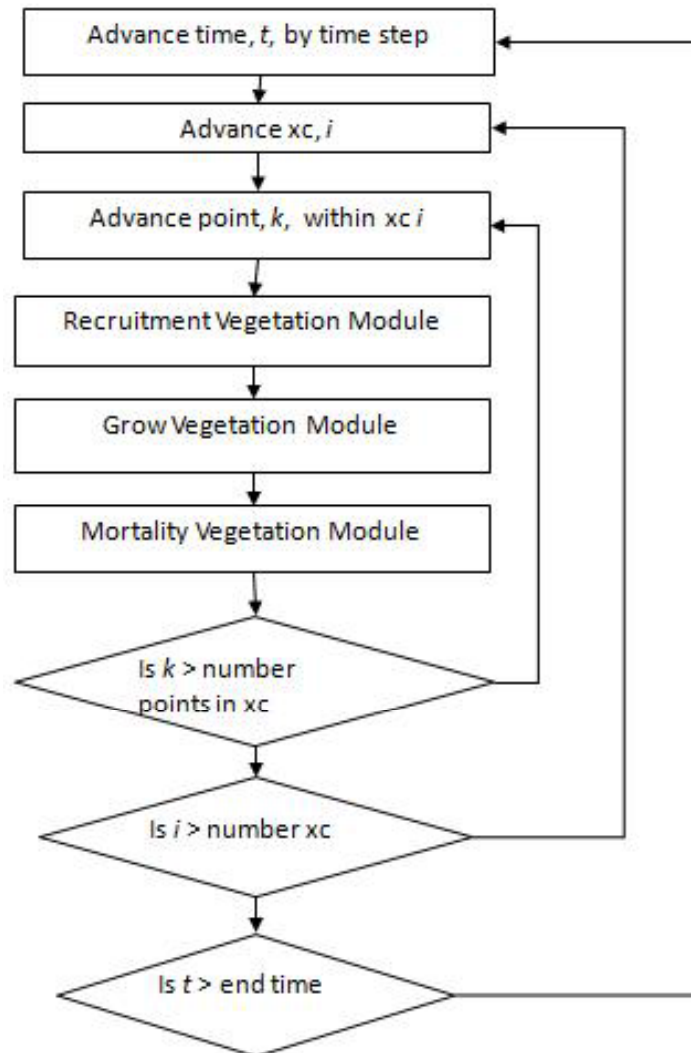 Advance time, t, by time step
Advance xc, i
Advance point, k, within xc i
Recruitment Vegetation Module
Grow Vegetation Module
Mortality Vegetation Module
Is k > number
points in xc
Is i > number xc
Is t > end time